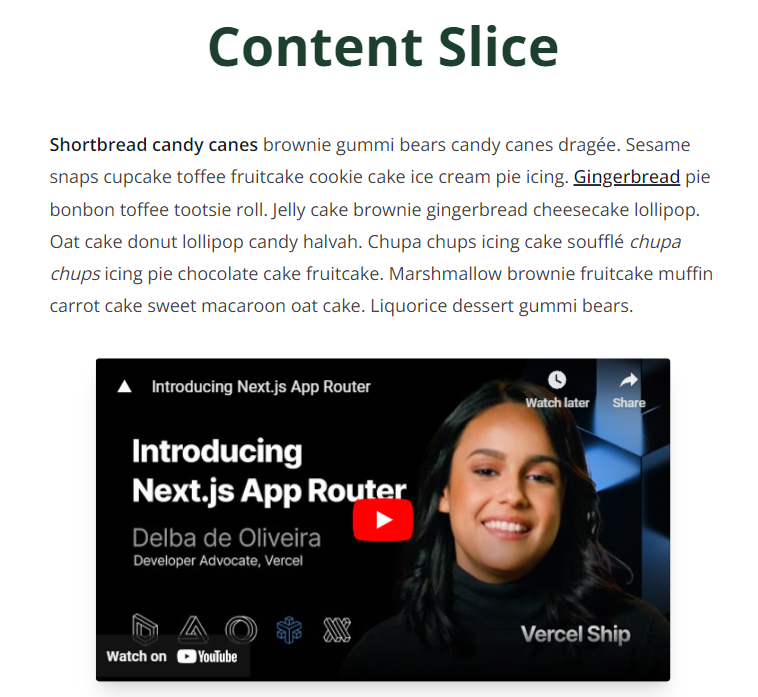 Content Slice
Shortbread candy canes brownie gummi bears candy canes dragée. Sesame
snaps cupcake toffee fruitcake cookie cake ice cream pie icing. Gingerbread pie
bonbon toffee tootsie roll. Jelly cake brownie gingerbread cheesecake lollipop.
Oat cake donut lollipop candy halvah. Chupa chups icing cake soufflé chupa
chups icing pie chocolate cake fruitcake. Marshmallow brownie fruitcake muffin
carrot cake sweet macaroon oat cake. Liquorice dessert gummi bears.
Introducing Next.js App Router
Watch later
Share
Introducing
Next.js App Router
Delba de Oliveira
Developer Advocate, Vercel
Vercel Ship
Watch on YouTube